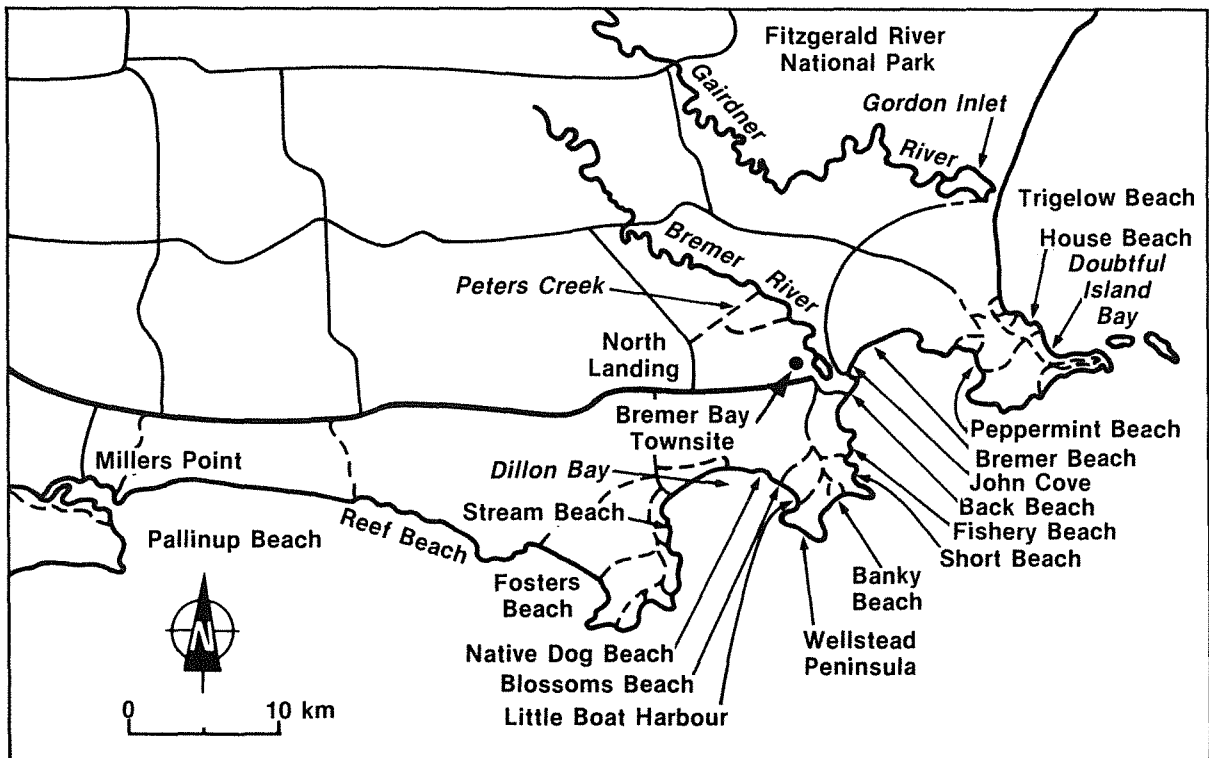 Fitzgerald River
National Park
Gairdner
River
Gordon Inlet
Trigelow Beach
House Beach
Doubtful
Island
Bay
Bremer
River
Peters Creek
North
Landing
Bremer Bay
Townsite
Peppermint Beach
Bremer Beach
John Cove
Back Beach
Fishery Beach
Short Beach
Millers Point
Dillon Bay
Reef Beach
Stream Beach
Pallinup Beach
Fosters
Beach
Banky
Beach
Wellstead
Peninsula
Native Dog Beach
Blossoms Beach
Little Boat Harbour
N
0 10 km